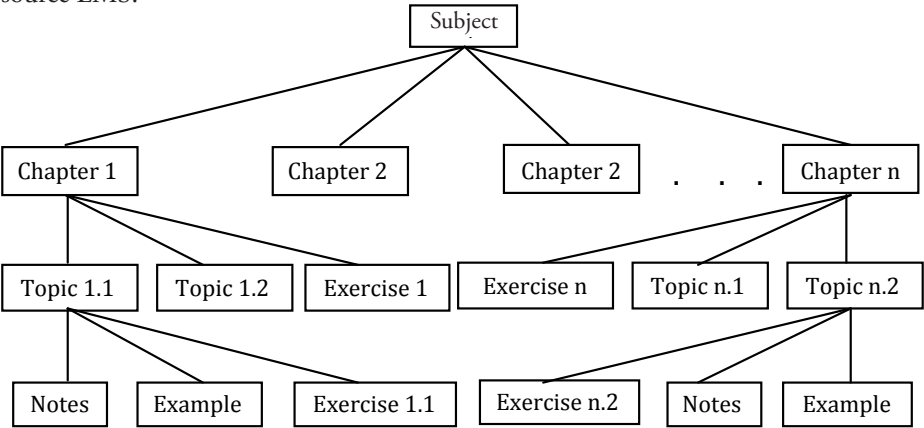 source LMS.
Subject
Chapter 1 Chapter 2 Chapter 2 . . . Chapter n
Topic 1.1 Topic 1.2 Exercise 1 Exercise n Topic n.1 Topic n.2
Notes Example Exercise 1.1 Exercise n.2 Notes Example